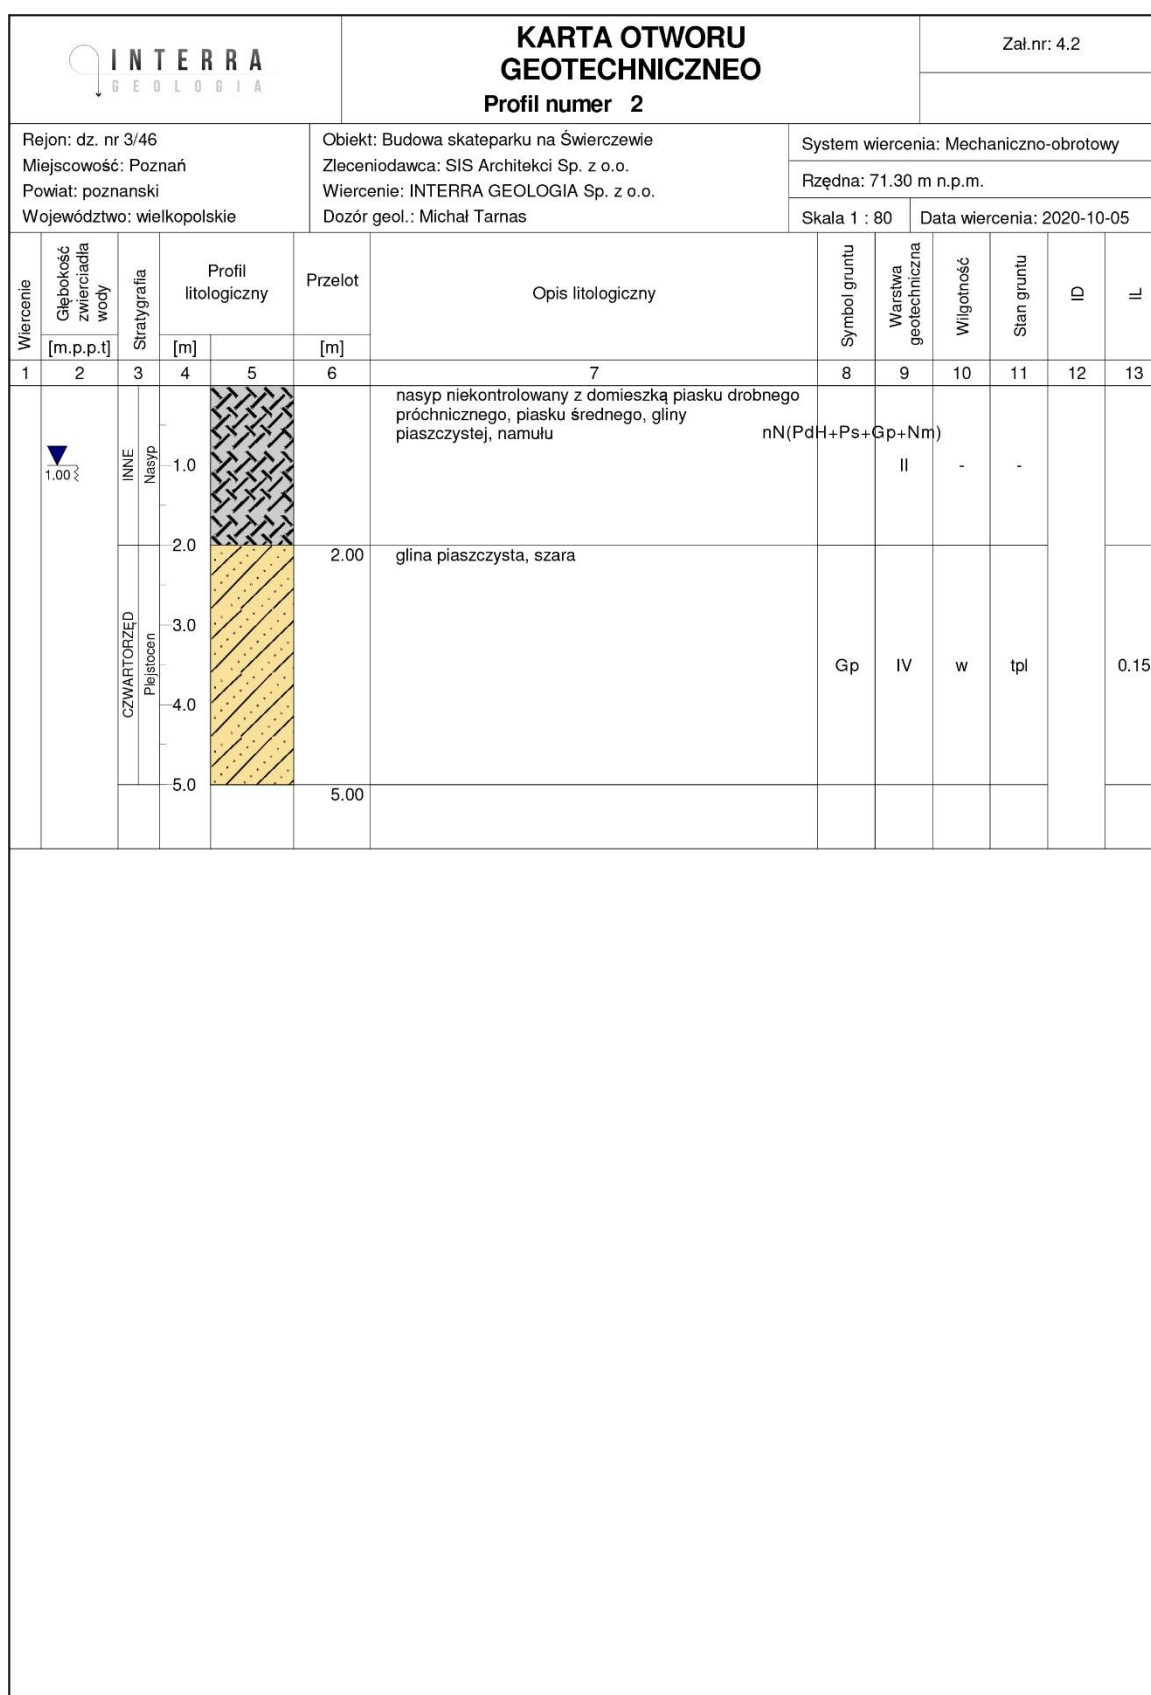 INTERRA
GEOLOGIA
KARTA OTWORU
GEOTECHNICZNEO
Profil numer 2
Zał.nr: 4.2
Rejon: dz. nr 3/46
Miejscowość: Poznań
Powiat: poznanski
Województwo: wielkopolskie
Obiekt: Budowa skateparku na Świerczewie
Zleceniodawca: SIS Architekci Sp. z o.o.
Wiercenie: INTERRA GEOLOGIA Sp. z o.o.
Dozór geol.: Michał Tarnas
System wiercenia: Mechaniczno-obrotowy
Rzędna: 71.30 m n.p.m.
Skala 1 : 80
Data wiercenia: 2020-10-05
Wiercenie
Głębokość
zwierciadła
wody
[m.p.p.t]
Stratygrafia
Profil
litologiczny
[m]
Przelot
[m]
Opis litologiczny
Symbol gruntu
Warstwa
geotechniczna
Wilgotność
Stan gruntu
ID
IL
1 2 3 4 5 6 7 8 9 10 11 12 13
1.00
INNE
Nasyp
1.0
nasyp niekontrolowany z domieszką piasku drobnego
próchnicznego, piasku średniego, gliny
piaszczystej, namułu
nN(PdH+Ps+Gp+Nm)
II - -
2.0
2.00
glina piaszczysta, szara
CZWARTORZĘD
Plejstocen
3.0
4.0
Gp IV w tpl 0.15
5.0
5.00